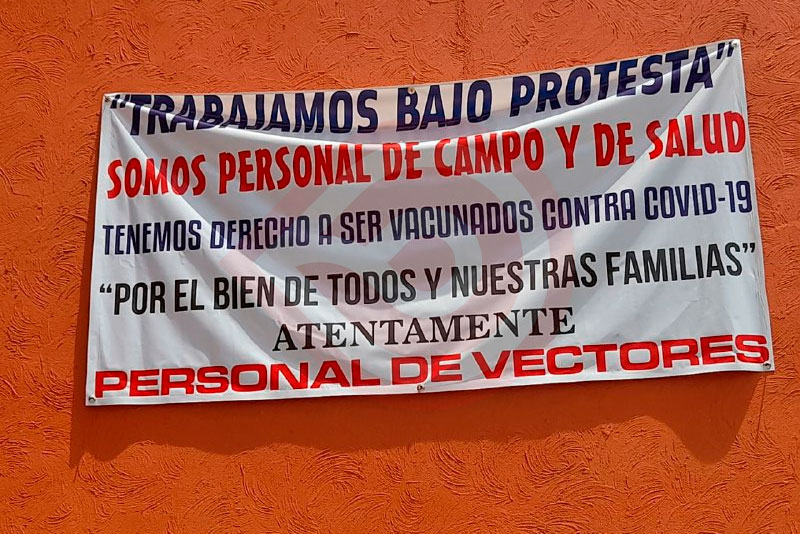 "TRABAJAMOS BAJO PROTESTA"
SOMOS PERSONAL DE CAMPO Y DE SALUD
TENEMOS DERECHO A SER VACUNADOS CONTRA COVID-19
"POR EL BIEN DE TODOS Y NUESTRAS FAMILIAS"
ATENTAMENTE
PERSONAL DE VECTORES